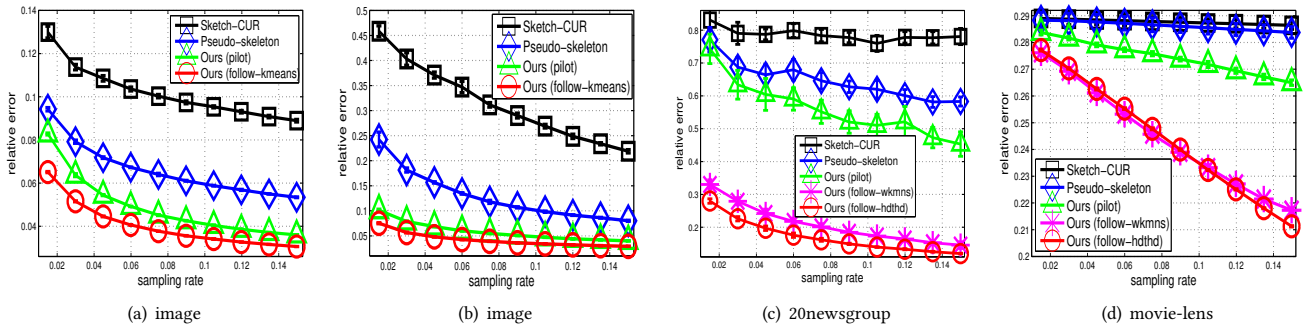 0.14
0.12
0.1
0.08
0.06
0.04
relative error
Sketch-CUR
Pseudo-skeleton
Ours (pilot)
Ours (follow-kmeans)
0.02 0.04 0.06 0.08 0.1 0.12 0.14
sampling rate
(a) image
0.5
0.45
0.4
0.35
0.3
0.25
0.2
0.15
0.1
0.05
relative error
Sketch-CUR
Pseudo-skeleton
Ours (pilot)
Ours (follow-kmeans)
0.02 0.04 0.06 0.08 0.1 0.12 0.14
sampling rate
(b) image
0.8
0.7
0.6
0.5
0.4
0.3
0.2
relative error
Sketch-CUR
Pseudo-skeleton
Ours (pilot)
Ours (follow-wkmns)
Ours (follow-hdthd)
0.02 0.04 0.06 0.08 0.1 0.12 0.14
sampling rate
(c) 20newsgroup
0.29
0.28
0.27
0.26
0.25
0.24
0.23
0.22
0.21
0.2
relative error
Sketch-CUR
Pseudo-skeleton
Ours (pilot)
Ours (follow-wkmns)
Ours (follow-hdthd)
0.02 0.04 0.06 0.08 0.1 0.12 0.14
sampling rate
(d) movie-lens